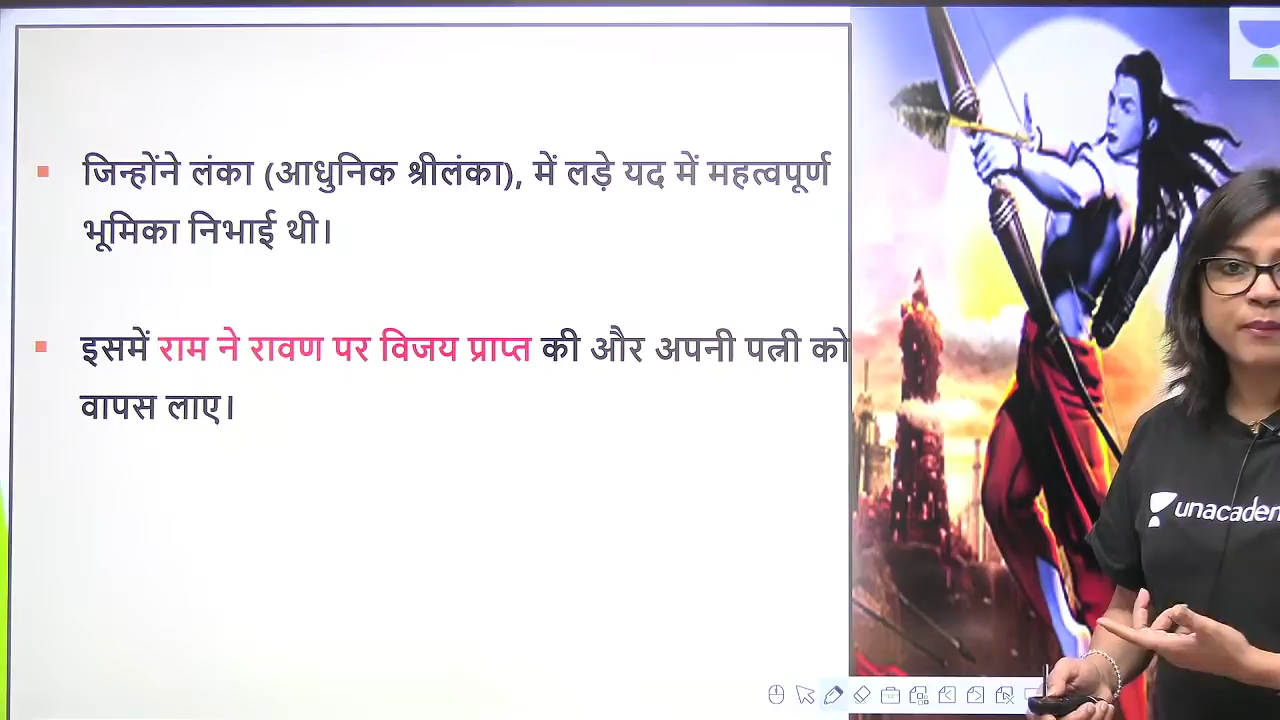 जिन्होंने लंका (आधुनिक श्रीलंका), में लड़े यद में महत्वपूर्ण
भूमिका निभाई थी।
इसमें राम ने रावण पर विजय प्राप्त की और अपनी पत्नी को
वापस लाए।
unacadem